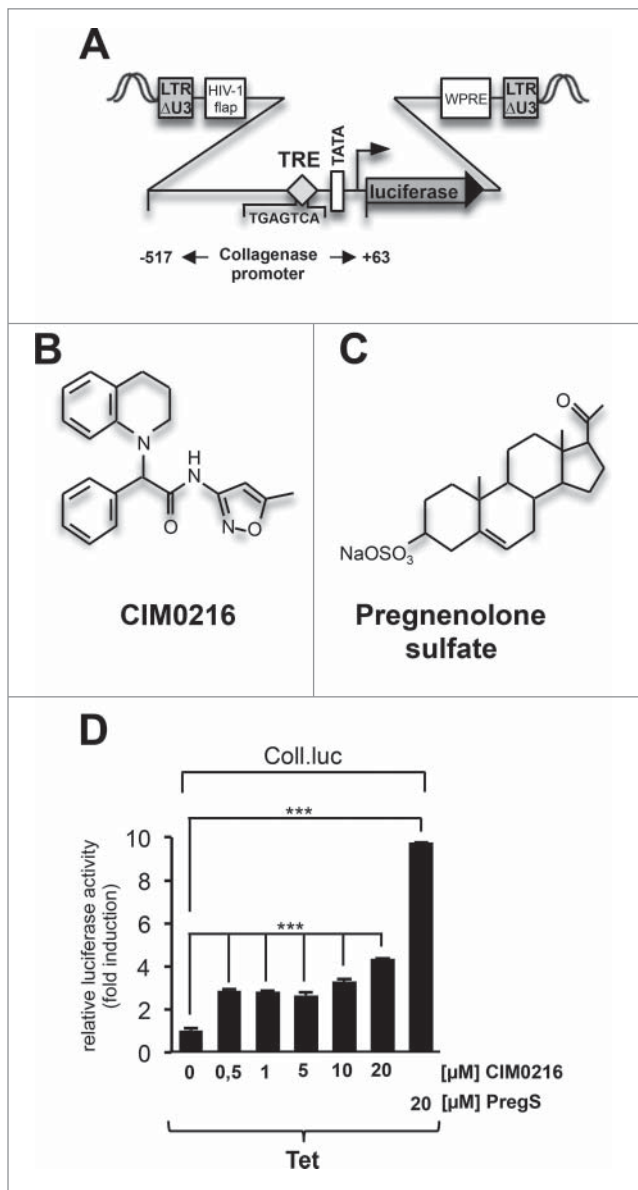 A
LTR
ΔU3
HIV-1
flap
WPRE
LTR
ΔU3
TRE
TATA
luciferase
TGAGTCA
-517
Collagenase
promoter
+63
B
N
H
N
O
N
O
CIM0216
C
O
NaOSO₃
Pregnenolone
sulfate
D
Coll.luc
***
***
relative luciferase activity
(fold induction)
10
8
6
4
2
0
0 0,5 1 5 10 20 [µM] CIM0216
20 [µM] PregS
Tet